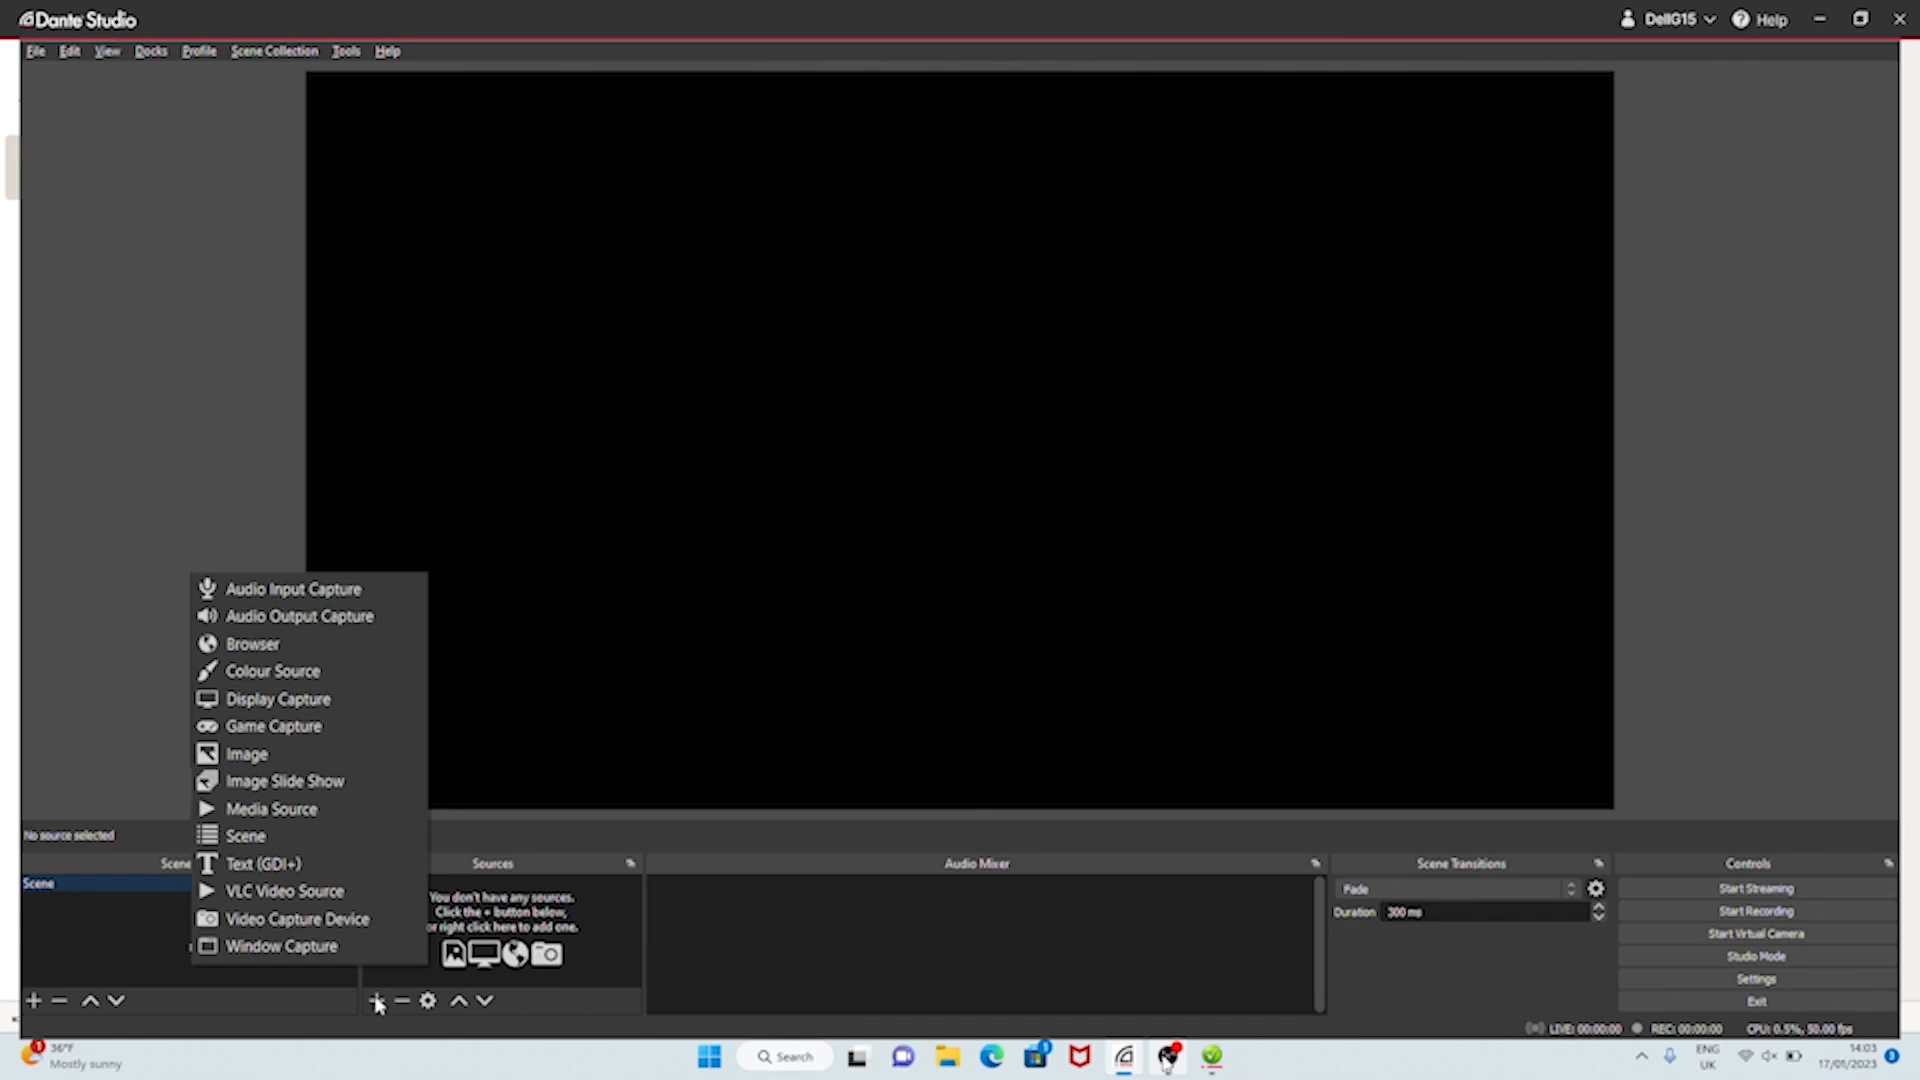 Dante Studio
DellG15
Help
File Edit View Docks Profile Scene Collection Tools Help
Audio Input Capture
Audio Output Capture
Browser
Colour Source
Display Capture
Game Capture
Image
Image Slide Show
Media Source
Scene
Text (GDI+)
VLC Video Source
Video Capture Device
Window Capture
No source selected
Scene
Scene
Sources
You don't have any sources.
Click the + button below,
or right click here to add one.
Audio Mixer
Scene Transitions
Fade
Duration 300 ms
Controls
Start Streaming
Start Recording
Start Virtual Camera
Studio Mode
Settings
Exit
LIVE: 00:00:00 REC: 00:00:00 CPU: 0.5%, 50.00 fps
1
36°F
Mostly sunny
Search
ENG
UK
14:03
17/01/2023